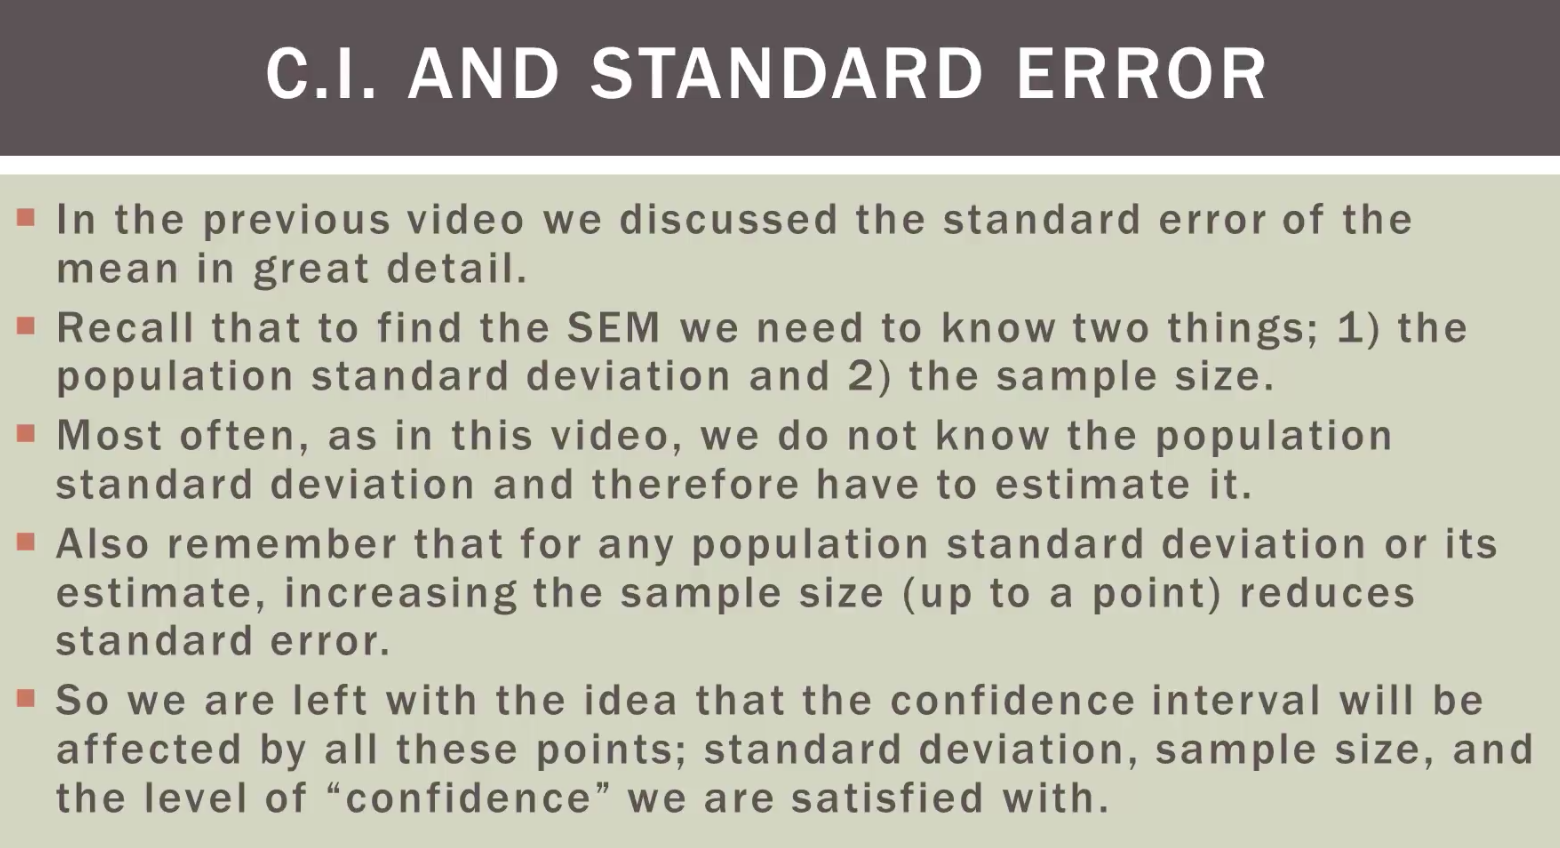 C.I. AND STANDARD ERROR
In the previous video we discussed the standard error of the
mean in great detail.
Recall that to find the SEM we need to know two things; 1) the
population standard deviation and 2) the sample size.
Most often, as in this video, we do not know the population
standard deviation and therefore have to estimate it.
Also remember that for any population standard deviation or its
estimate, increasing the sample size (up to a point) reduces
standard error.
So we are left with the idea that the confidence interval will be
affected by all these points; standard deviation, sample size, and
the level of “confidence” we are satisfied with.